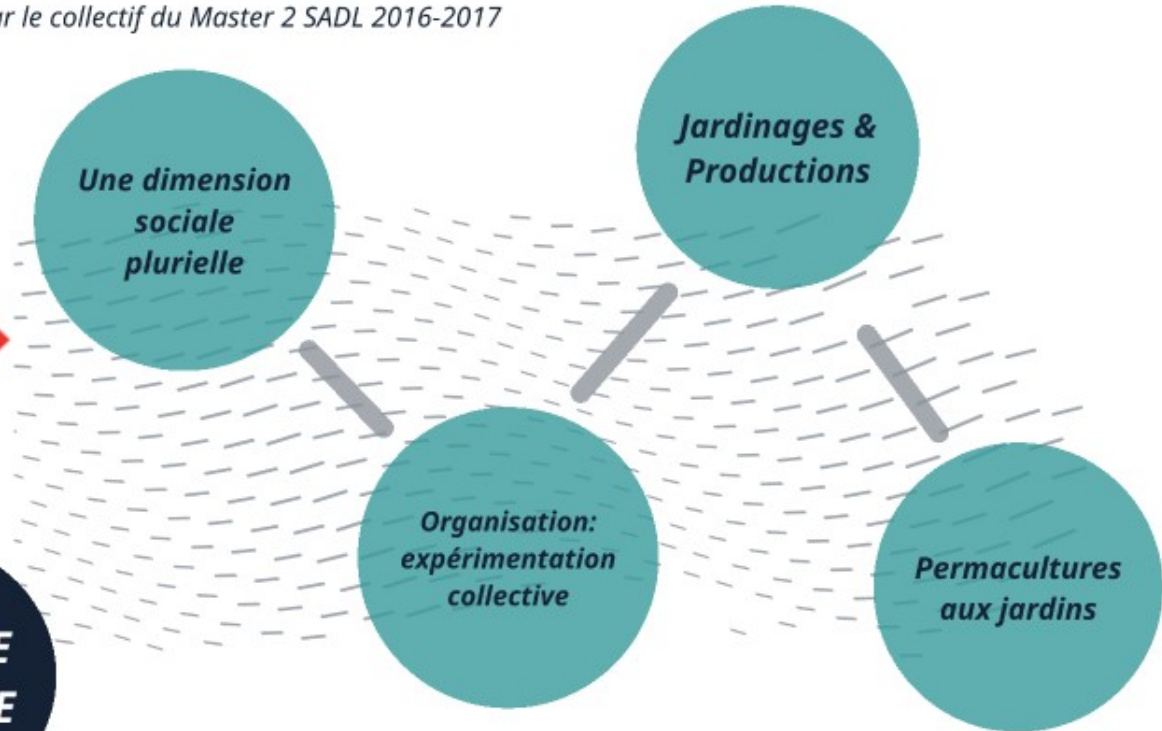 le collectif du Master 2 SADL 2016-2017
Jardinages &
Productions
Une dimension
sociale
plurielle
Organisation:
expérimentation
collective
Permacultures
aux jardins
E
E